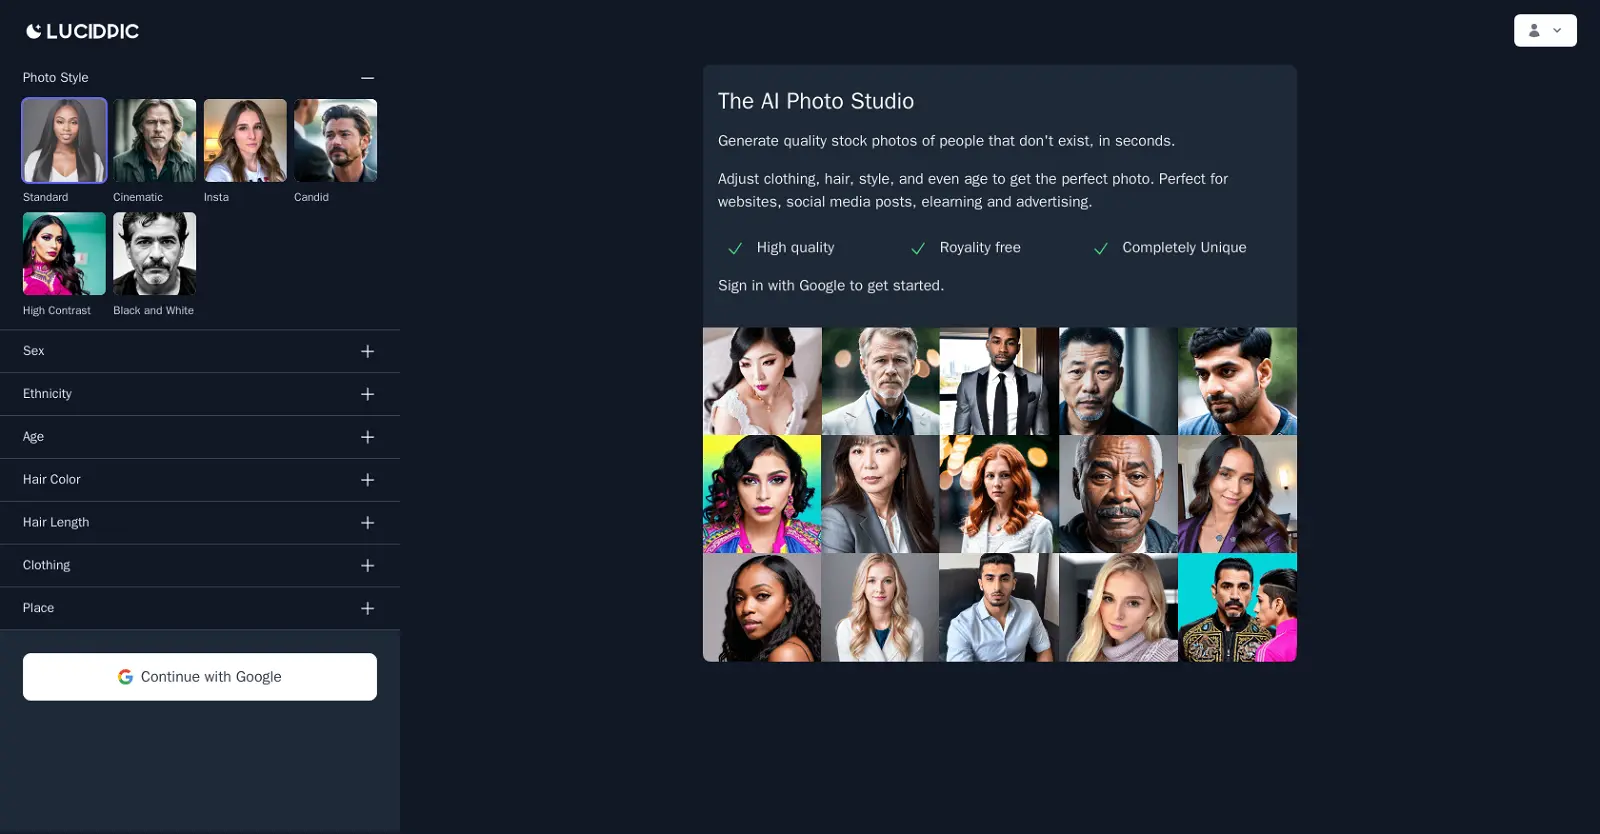 LUCIDPIC
Photo Style
Standard
Cinematic
Insta
Candid
High Contrast
Black and White
Sex
Ethnicity
Age
Hair Color
Hair Length
Clothing
Place
Continue with Google
The AI Photo Studio
Generate quality stock photos of people that don't exist, in seconds.
Adjust clothing, hair, style, and even age to get the perfect photo. Perfect for
websites, social media posts, elearning and advertising.
High quality
Royality free
Completely Unique
Sign in with Google to get started.